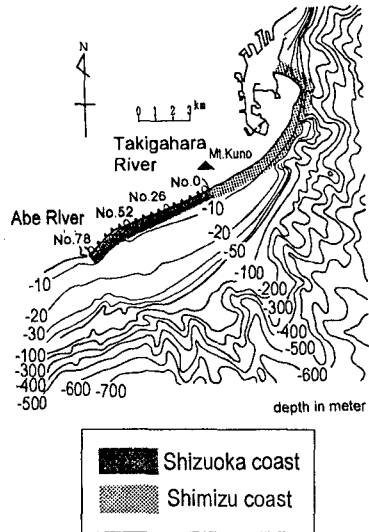 N
0 1 2 3 km
Takigahara
River
Mt.Kuno
No.0
No.26
No.52
Abe River
No.78
-10
-20
-50
-100
-200
-300
-400
-500
-600
-10
-20
-30
-100
-300
-400
-500
-600 -700
depth in meter
Shizuoka coast
Shimizu coast